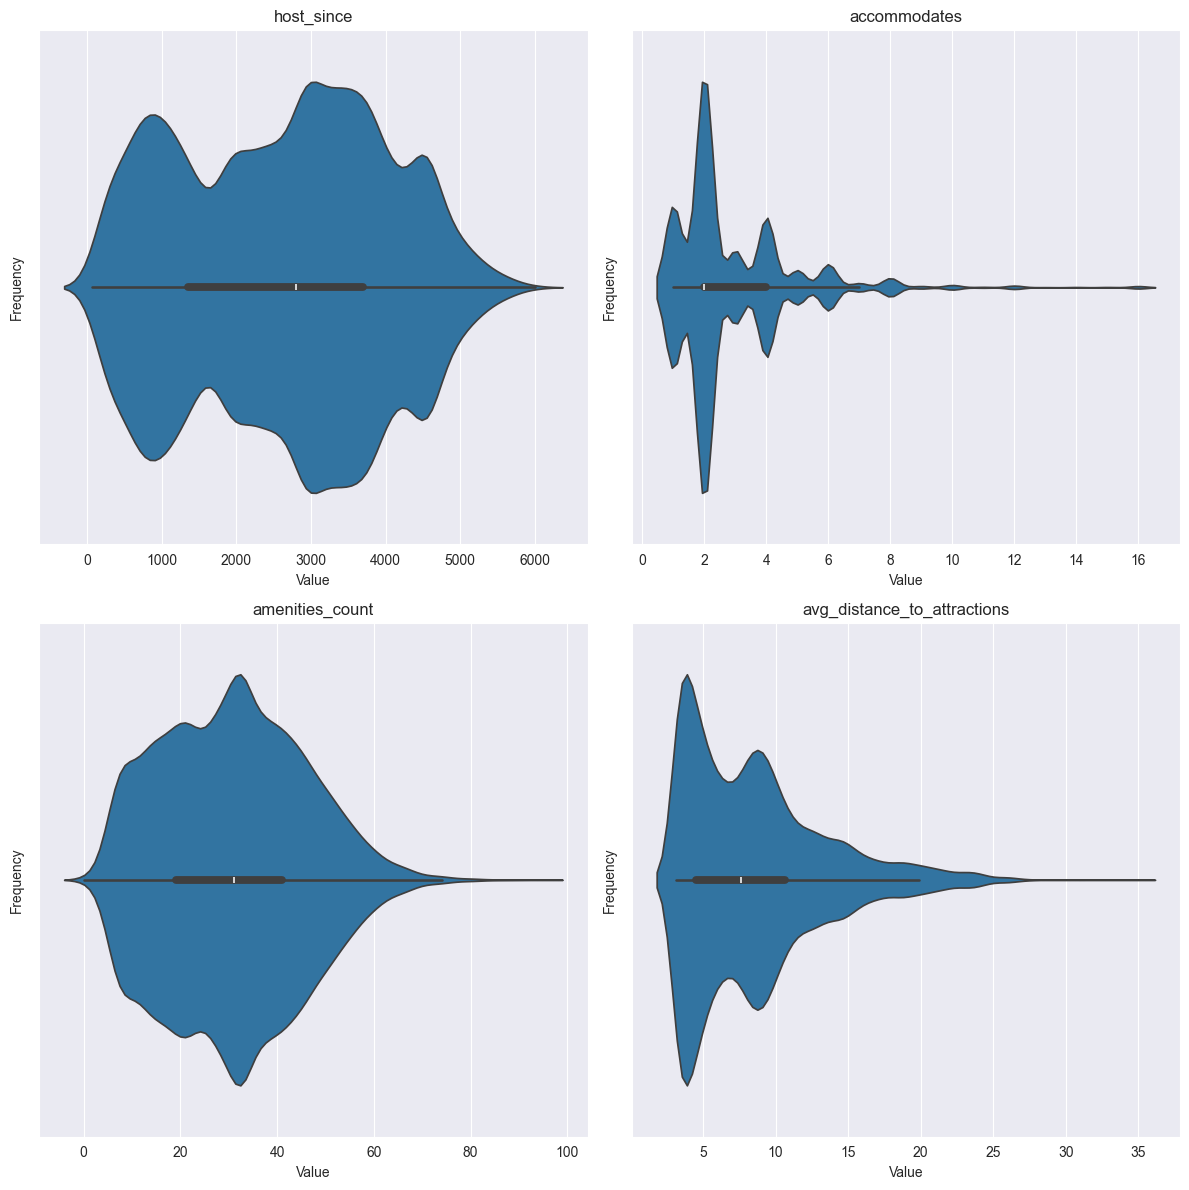 host_since
accommodates
Frequency
Frequency
0 1000 2000 3000 4000 5000 6000
0 2 4 6 8 10 12 14 16
Value
Value
amenities_count
avg_distance_to_attractions
Frequency
Frequency
0 20 40 60 80 100
5 10 15 20 25 30 35
Value
Value